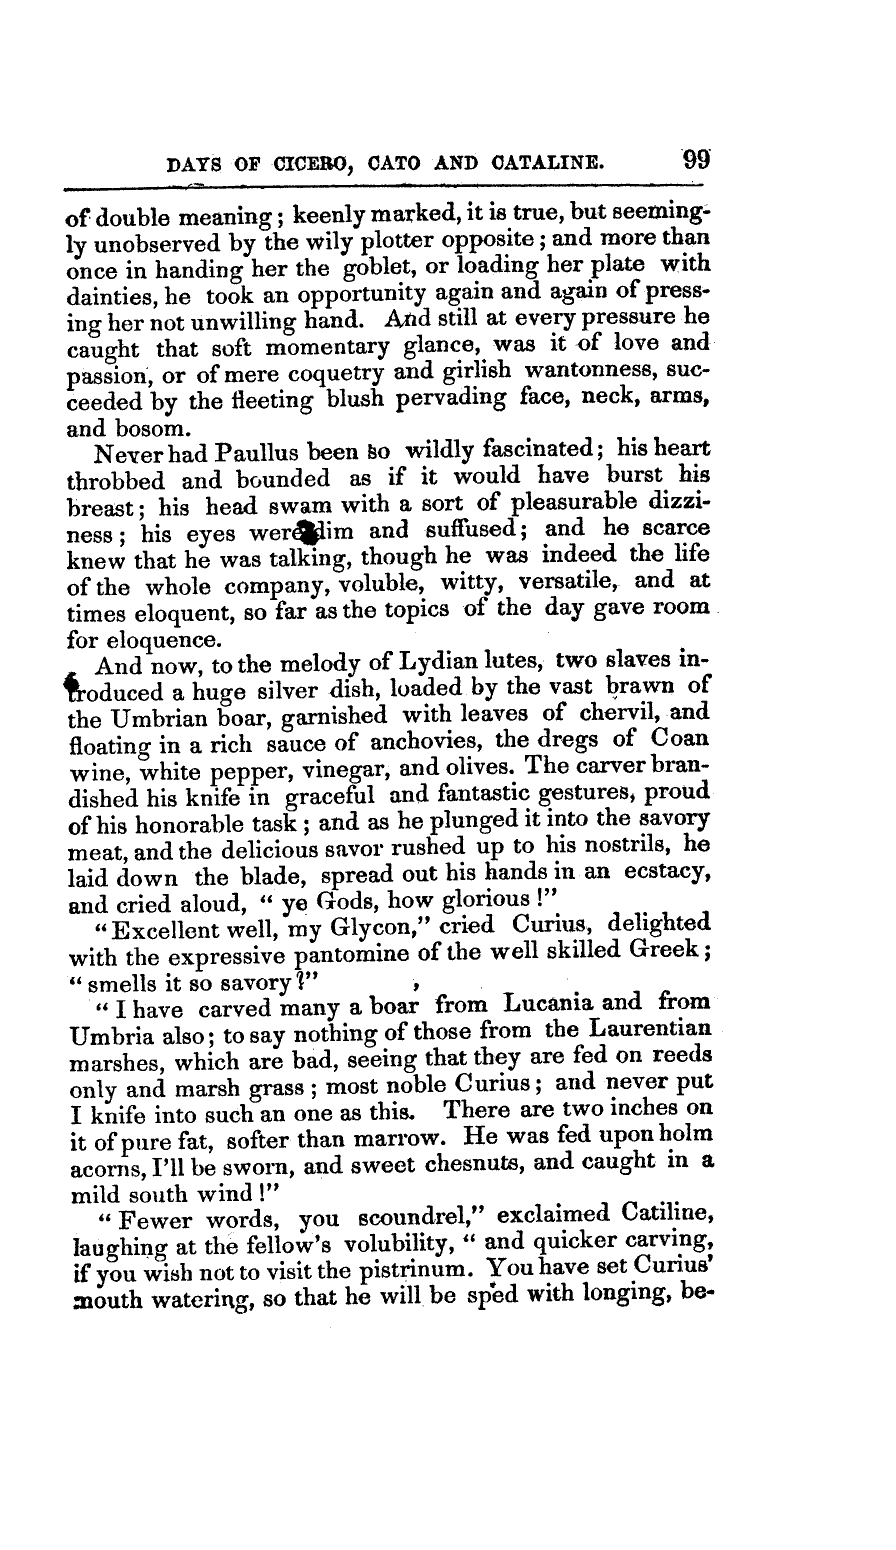 DAYS OF CICERO, CATO AND CATALINE. 99
of double meaning; keenly marked, it is true, but seeming-
ly unobserved by the wily plotter opposite; and more than
once in handing her the goblet, or loading her plate with
dainties, he took an opportunity again and again of press-
ing her not unwilling hand. And still at every pressure he
caught that soft momentary glance, was it of love and
passion, or of mere coquetry and girlish wantonness, suc-
ceeded by the fleeting blush pervading face, neck, arms,
and bosom.
Never had Paullus been so wildly fascinated; his heart
throbbed and bounded as if it would have burst his
breast; his head swam with a sort of pleasurable dizzi-
ness; his eyes were dim and suffused; and he scarce
knew that he was talking, though he was indeed the life
of the whole company, voluble, witty, versatile, and at
times eloquent, so far as the topics of the day gave room
for eloquence.
And now, to the melody of Lydian lutes, two slaves in-
troduced a huge silver dish, loaded by the vast brawn of
the Umbrian boar, garnished with leaves of chervil, and
floating in a rich sauce of anchovies, the dregs of Coan
wine, white pepper, vinegar, and olives. The carver bran-
dished his knife in graceful and fantastic gestures, proud
of his honorable task; and as he plunged it into the savory
meat, and the delicious savor rushed up to his nostrils, he
laid down the blade, spread out his hands in an ecstacy,
and cried aloud, "ye Gods, how glorious!"
"Excellent well, my Glycon," cried Curius, delighted
with the expressive pantomine of the well skilled Greek;
"smells it so savory?"
"I have carved many a boar from Lucania and from
Umbria also; to say nothing of those from the Laurentian
marshes, which are bad, seeing that they are fed on reeds
only and marsh grass; most noble Curius; and never put
I knife into such an one as this. There are two inches on
it of pure fat, softer than marrow. He was fed upon holm
acorns, I'll be sworn, and sweet chesnuts, and caught in a
mild south wind!"
"Fewer words, you scoundrel," exclaimed Catiline,
laughing at the fellow's volubility, "and quicker carving,
if you wish not to visit the pistrinum. You have set Curius'
mouth watering, so that he will be sped with longing, be-